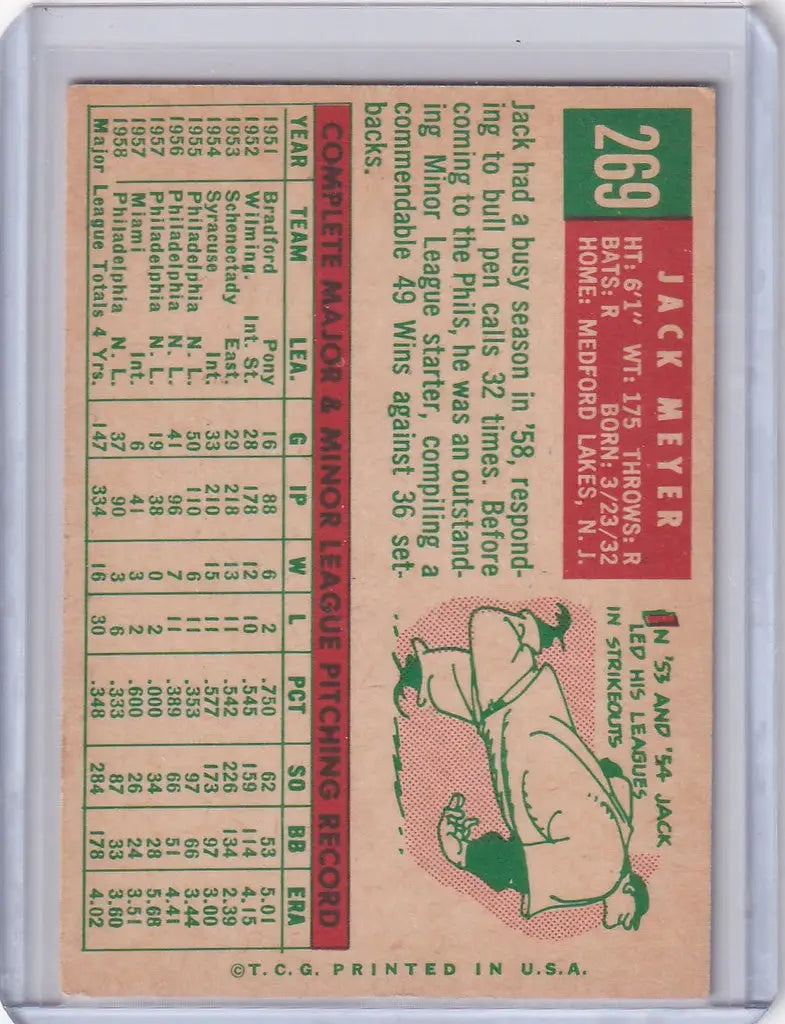 269
JACK MEYER
HT: 6'1" WT: 175 THROWS: R
BATS: R BORN: 3/23/32
HOME: MEDFORD LAKES, N. J.
Jack had a busy season in '58, respond-
ing to bull pen calls 32 times. Before
coming to the Phils, he was an outstand-
ing Minor League starter, compiling a
commendable 49 Wins against 36 set-
backs.
IN '53 AND '54 JACK
LED HIS LEAGUES
IN STRIKEOUTS
COMPLETE MAJOR & MINOR LEAGUE PITCHING RECORD
YEAR TEAM LEA. G IP W L PCT SO BB ERA
1951 Bradford Pony 16 88 6 2 .750 62 53 5.01
1952 Wilming. Int. St. 28 178 12 10 .545 159 114 4.15
1953 Schenectady East. 29 218 13 11 .542 226 134 2.39
1954 Syracuse Int. 33 210 15 11 .577 173 97 3.00
1955 Philadelphia N. L. 50 110 6 11 .353 97 66 3.44
1956 Philadelphia N. L. 41 96 7 11 .389 66 51 4.41
1957 Philadelphia N. L. 19 38 0 2 .000 34 28 5.68
1957 Miami Int. 6 41 3 2 .600 26 24 3.51
1958 Philadelphia N. L. 37 90 3 6 .333 87 33 3.60
Major League Totals 4 Yrs. 147 334 16 30 .348 284 178 4.02
©T.C.G. PRINTED IN U.S.A.